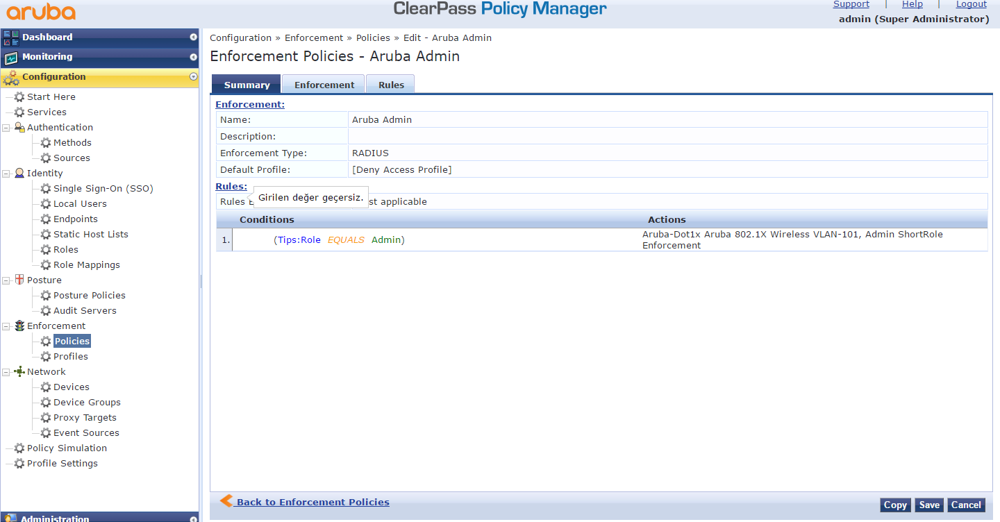 aruba
ClearPass Policy Manager
Support | Help | Logout
admin (Super Administrator)
Dashboard
Monitoring
Configuration
Start Here
Services
Authentication
Methods
Sources
Identity
Single Sign-On (SSO)
Local Users
Endpoints
Static Host Lists
Roles
Role Mappings
Posture
Posture Policies
Audit Servers
Enforcement
Policies
Profiles
Network
Devices
Device Groups
Proxy Targets
Event Sources
Policy Simulation
Profile Settings
Administration
Configuration » Enforcement » Policies » Edit - Aruba Admin
Enforcement Policies - Aruba Admin
Summary Enforcement Rules
Enforcement:
Name: Aruba Admin
Description:
Enforcement Type: RADIUS
Default Profile: [Deny Access Profile]
Rules:
Girilen değer geçersiz.
Rules applicable
Conditions Actions
1. (Tips:Role EQUALS Admin) Aruba-Dot1x Aruba 802.1X Wireless VLAN-101, Admin ShortRole
Enforcement
Back to Enforcement Policies
Copy Save Cancel